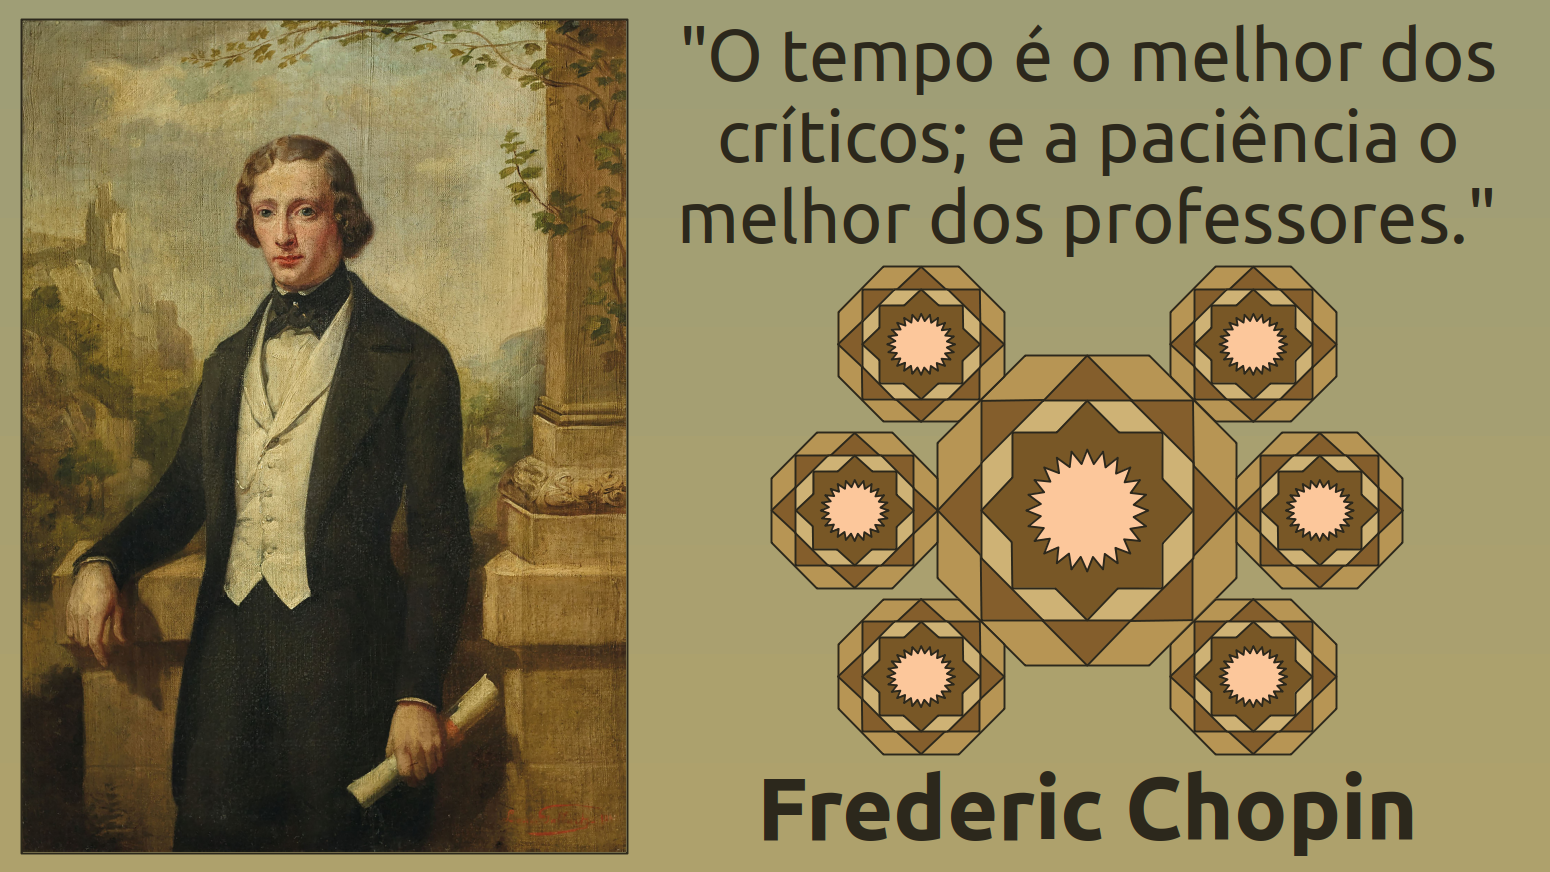 "O tempo é o melhor dos
críticos; e a paciência o
melhor dos professores."
Frederic Chopin